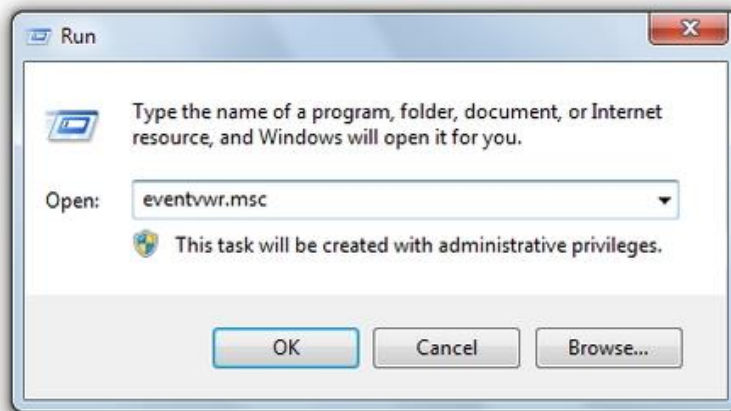 Run
Type the name of a program, folder, document, or Internet
resource, and Windows will open it for you.
Open: eventvwr.msc
This task will be created with administrative privileges.
OK Cancel Browse...